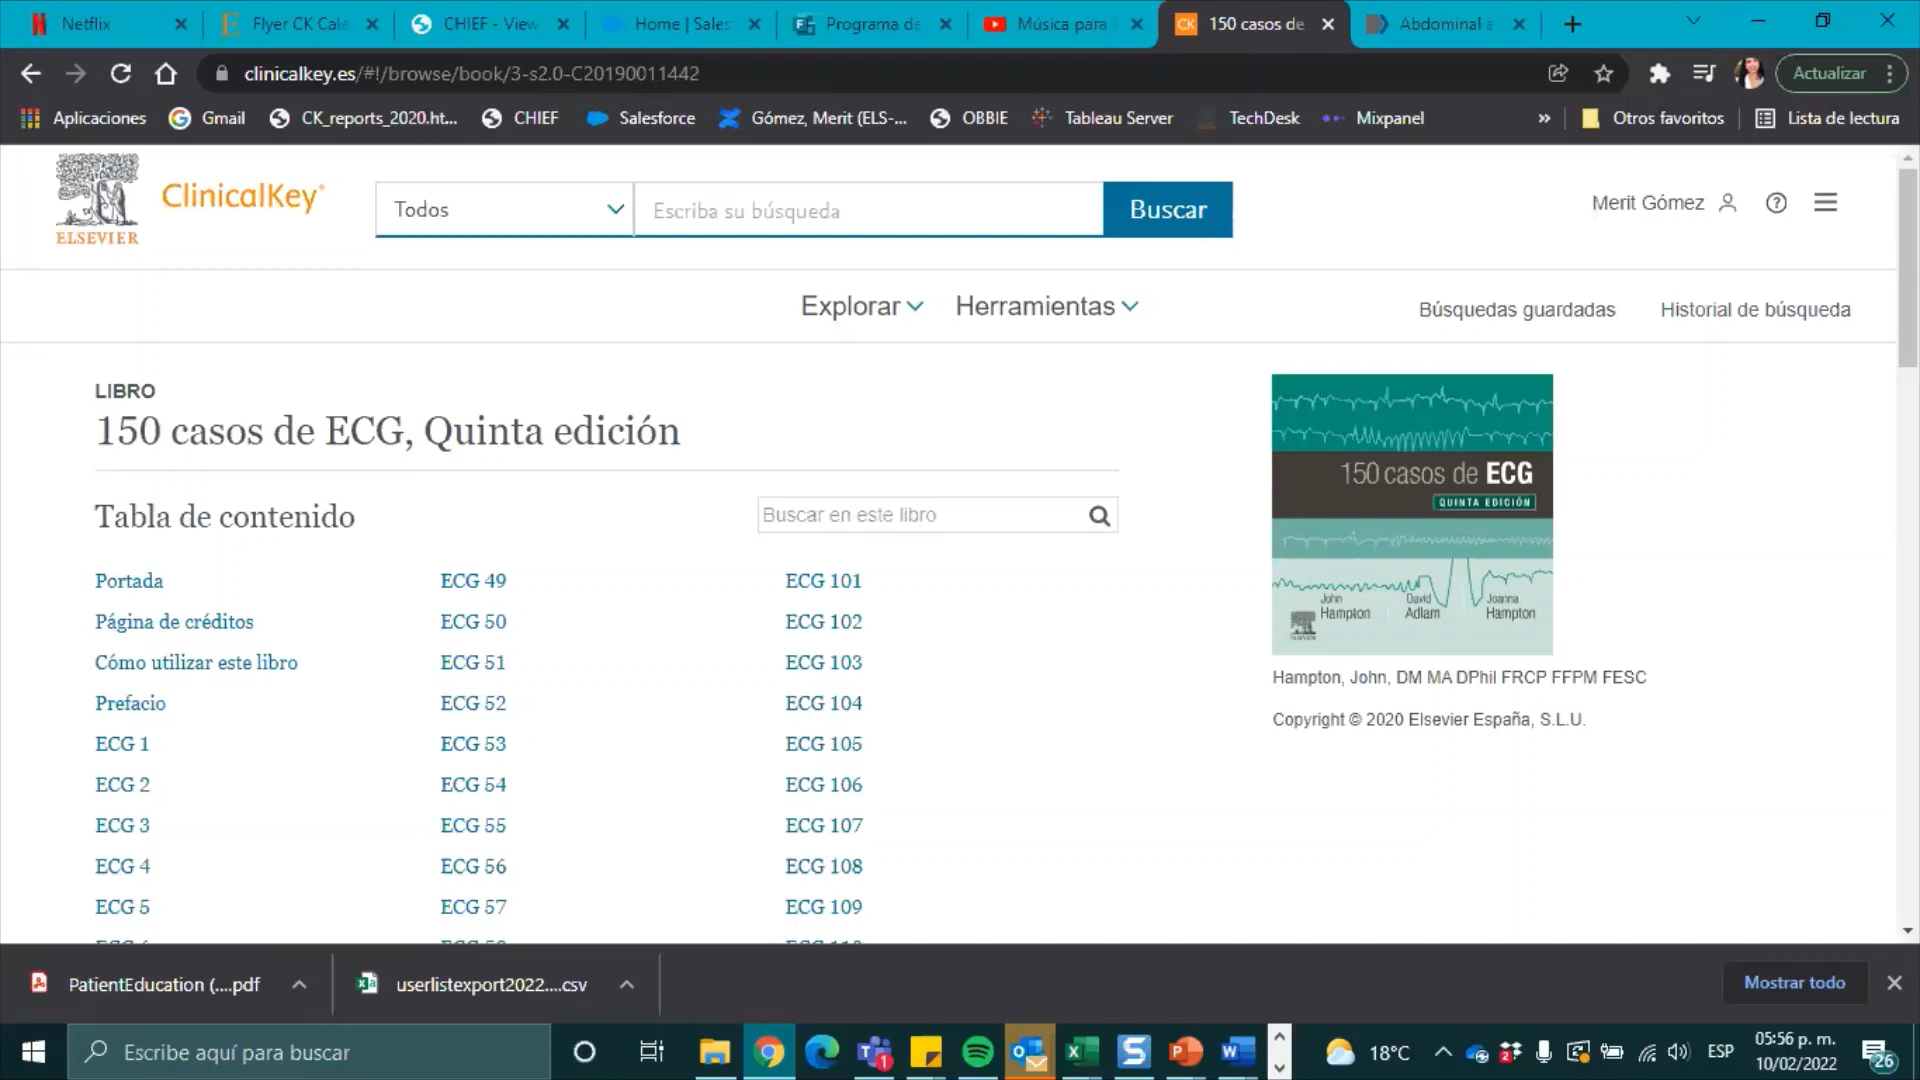 Netflix
Flyer CK Cale
CHIEF - View
Home | Sales
Programa de
Música para
CK
150 casos de
Abdominal a
clinicalkey.es/#!/browse/book/3-s2.0-C20190011442
Actualizar
Aplicaciones
Gmail
CK_reports_2020.ht...
CHIEF
Salesforce
Gómez, Merit (ELS-...
OBBIE
Tableau Server
TechDesk
Mixpanel
»
Otros favoritos
Lista de lectura
ELSEVIER
ClinicalKey®
Todos
Escriba su búsqueda
Buscar
Merit Gómez
Explorar
Herramientas
Búsquedas guardadas
Historial de búsqueda
LIBRO
150 casos de ECG, Quinta edición
Tabla de contenido
Buscar en este libro
Portada
Página de créditos
Cómo utilizar este libro
Prefacio
ECG 1
ECG 2
ECG 3
ECG 4
ECG 5
ECG 49
ECG 50
ECG 51
ECG 52
ECG 53
ECG 54
ECG 55
ECG 56
ECG 57
ECG 101
ECG 102
ECG 103
ECG 104
ECG 105
ECG 106
ECG 107
ECG 108
ECG 109
150 casos de ECG
QUINTA EDICIÓN
John Hampton
David Adlam
Joanna Hampton
Hampton, John, DM MA DPhil FRCP FFPM FESC
Copyright © 2020 Elsevier España, S.L.U.
PatientEducation (....pdf
userlistexport2022....csv
Mostrar todo
Escribe aquí para buscar
18°C
ESP
05:56 p. m.
10/02/2022
26